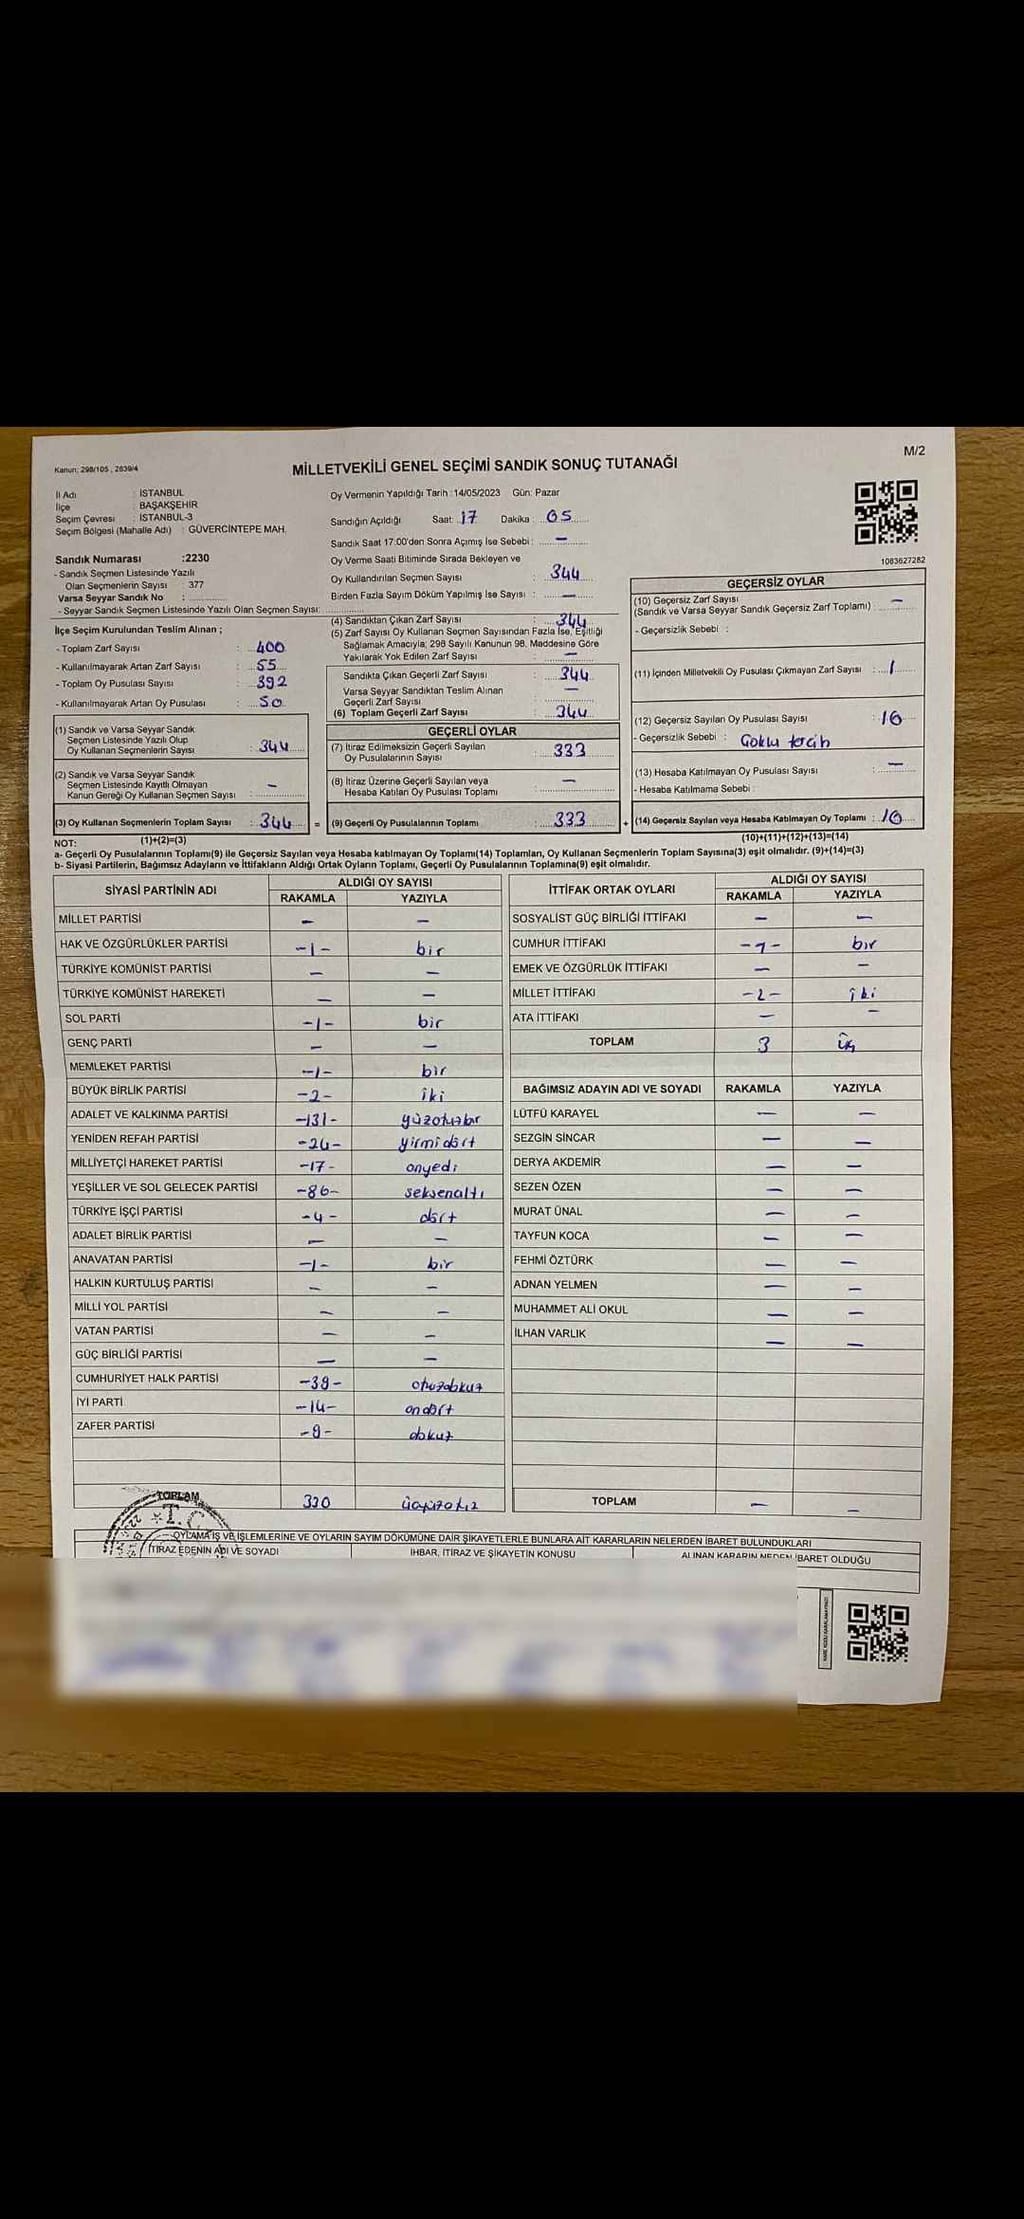 M/2
Kanun: 298/105 , 2839/4
MİLLETVEKİLİ GENEL SEÇİMİ SANDIK SONUÇ TUTANAĞI
İl Adı : İSTANBUL
İlçe : BAŞAKŞEHİR
Seçim Çevresi : İSTANBUL-3
Seçim Bölgesi (Mahalle Adı) : GÜVERCİNTEPE MAH.
Sandık Numarası :2230
- Sandık Seçmen Listesinde Yazılı
Olan Seçmenlerin Sayısı : 377
Varsa Seyyar Sandık No :
- Seyyar Sandık Seçmen Listesinde Yazılı Olan Seçmen Sayısı:
İlçe Seçim Kurulundan Teslim Alınan ;
- Toplam Zarf Sayısı : 400
- Kullanılmayarak Artan Zarf Sayısı : 55
- Toplam Oy Pusulası Sayısı : 392
- Kullanılmayarak Artan Oy Pusulası : 50
(1) Sandık ve Varsa Seyyar Sandık
Seçmen Listesinde Yazılı Olup
Oy Kullanan Seçmenlerin Sayısı : 344
(2) Sandık ve Varsa Seyyar Sandık
Seçmen Listesinde Kayıtlı Olmayan
Kanun Gereği Oy Kullanan Seçmen Sayısı : –
(3) Oy Kullanan Seçmenlerin Toplam Sayısı : 344 =
Oy Vermenin Yapıldığı Tarih :14/05/2023 Gün: Pazar
Sandığın Açıldığı Saat: 17 Dakika : 05
Sandık Saat 17:00'den Sonra Açımış İse Sebebi : –
Oy Verme Saati Bitiminde Sırada Bekleyen ve
Oy Kullandırılan Seçmen Sayısı : 344
Birden Fazla Sayım Döküm Yapılmış İse Sayısı : –
(4) Sandıktan Çıkan Zarf Sayısı : 344
(5) Zarf Sayısı Oy Kullanan Seçmen Sayısından Fazla İse, Eşitliği
Sağlamak Amacıyla; 298 Sayılı Kanunun 98. Maddesine Göre
Yakılarak Yok Edilen Zarf Sayısı : –
Sandıkta Çıkan Geçerli Zarf Sayısı : 344
Varsa Seyyar Sandıktan Teslim Alınan
Geçerli Zarf Sayısı : –
(6) Toplam Geçerli Zarf Sayısı : 344
GEÇERLİ OYLAR
(7) İtiraz Edilmeksizin Geçerli Sayılan
Oy Pusulalarının Sayısı : 333
(8) İtiraz Üzerine Geçerli Sayılan veya
Hesaba Katılan Oy Pusulası Toplamı : –
(9) Geçerli Oy Pusulalarının Toplamı : 333 +
1083627282
GEÇERSİZ OYLAR
(10) Geçersiz Zarf Sayısı
(Sandık ve Varsa Seyyar Sandık Geçersiz Zarf Toplamı) : –
- Geçersizlik Sebebi :
(11) İçinden Milletvekili Oy Pusulası Çıkmayan Zarf Sayısı : 1
(12) Geçersiz Sayılan Oy Pusulası Sayısı : 10
- Geçersizlik Sebebi : Çoklu tercih
(13) Hesaba Katılmayan Oy Pusulası Sayısı : –
- Hesaba Katılmama Sebebi :
(14) Geçersiz Sayılan veya Hesaba Katılmayan Oy Toplamı : 10
NOT: (1)+(2)=(3) (10)+(11)+(12)+(13)=(14)
a- Geçerli Oy Pusulalarının Toplamı(9) ile Geçersiz Sayılan veya Hesaba katılmayan Oy Toplamı(14) Toplamları, Oy Kullanan Seçmenlerin Toplam Sayısına(3) eşit olmalıdır. (9)+(14)=(3)
b- Siyasi Partilerin, Bağımsız Adayların ve İttifakların Aldığı Ortak Oyların Toplamı, Geçerli Oy Pusulalarının Toplamına(9) eşit olmalıdır.
SİYASİ PARTİNİN ADI ALDIĞI OY SAYISI
RAKAMLA YAZIYLA
MİLLET PARTİSİ – –
HAK VE ÖZGÜRLÜKLER PARTİSİ -1- bir
TÜRKİYE KOMÜNİST PARTİSİ – –
TÜRKİYE KOMÜNİST HAREKETİ – –
SOL PARTİ -1- bir
GENÇ PARTİ – –
MEMLEKET PARTİSİ -1- bir
BÜYÜK BİRLİK PARTİSİ -2- iki
ADALET VE KALKINMA PARTİSİ -131- yüzotuzbir
YENİDEN REFAH PARTİSİ -24- yirmidört
MİLLİYETÇİ HAREKET PARTİSİ -17- onyedi
YEŞİLLER VE SOL GELECEK PARTİSİ -86- seksenaltı
TÜRKİYE İŞÇİ PARTİSİ -4- dört
ADALET BİRLİK PARTİSİ – –
ANAVATAN PARTİSİ -1- bir
HALKIN KURTULUŞ PARTİSİ – –
MİLLİ YOL PARTİSİ – –
VATAN PARTİSİ – –
GÜÇ BİRLİĞİ PARTİSİ – –
CUMHURİYET HALK PARTİSİ -39- otuzdokuz
İYİ PARTİ -14- ondört
ZAFER PARTİSİ -9- dokuz
TOPLAM 330 üçyüzotuz
İTTİFAK ORTAK OYLARI ALDIĞI OY SAYISI
RAKAMLA YAZIYLA
SOSYALİST GÜÇ BİRLİĞİ İTTİFAKI – –
CUMHUR İTTİFAKI -1- bir
EMEK VE ÖZGÜRLÜK İTTİFAKI – –
MİLLET İTTİFAKI -2- iki
ATA İTTİFAKI – –
TOPLAM 3 üç
BAĞIMSIZ ADAYIN ADI VE SOYADI RAKAMLA YAZIYLA
LÜTFÜ KARAYEL – –
SEZGİN SİNCAR – –
DERYA AKDEMİR – –
SEZEN ÖZEN – –
MURAT ÜNAL – –
TAYFUN KOCA – –
FEHMİ ÖZTÜRK – –
ADNAN YELMEN – –
MUHAMMET ALİ OKUL – –
İLHAN VARLIK – –
TOPLAM – –
T.C.
OYLAMA İŞ VE İŞLEMLERİNE VE OYLARIN SAYIM DÖKÜMÜNE DAİR ŞİKAYETLERLE BUNLARA AİT KARARLARIN NELERDEN İBARET BULUNDUKLARI
İTİRAZ EDENİN ADI VE SOYADI İHBAR, İTİRAZ VE ŞİKAYETİN KONUSU ALINAN KARARIN NEDEN İBARET OLDUĞU